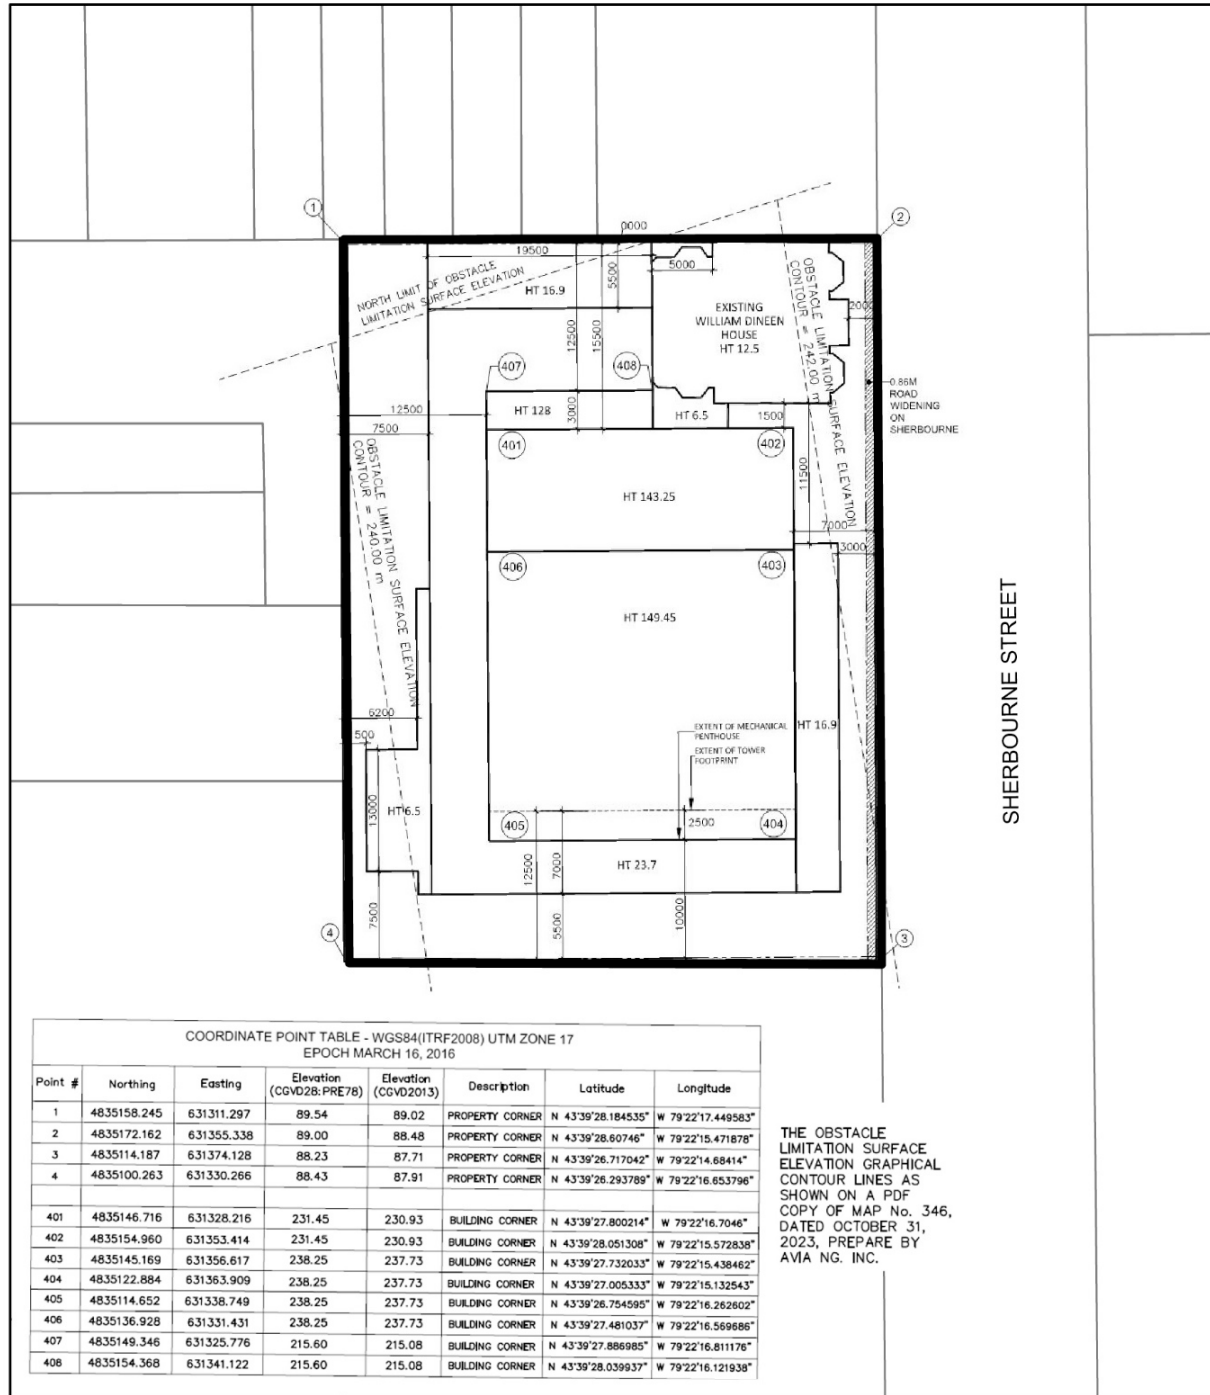 1
2
0000
19500
5500
5000
NORTH LIMIT OF OBSTACLE
LIMITATION SURFACE ELEVATION
HT 16.9
OBSTACLE LIMITATION SURFACE ELEVATION
CONTOUR = 242.00 m
EXISTING
WILLIAM DINEEN
HOUSE
HT 12.5
2000
12500
15500
407
408
0.86M
ROAD
WIDENING
ON
SHERBOURNE
12500
HT 128
3000
HT 6.5
1500
7500
401
402
OBSTACLE LIMITATION SURFACE ELEVATION
CONTOUR = 240.00 m
HT 143.25
11500
7000
3000
406
403
HT 149.45
SHERBOURNE STREET
6200
500
EXTENT OF MECHANICAL
PENTHOUSE
EXTENT OF TOWER
FOOTPRINT
HT 16.9
13000
HT 6.5
405
2500
404
12500
7000
HT 23.7
7500
5500
10000
4
3
COORDINATE POINT TABLE - WGS84(ITRF2008) UTM ZONE 17
EPOCH MARCH 16, 2016
Point # Northing Easting Elevation (CGVD28:PRE78) Elevation (CGVD2013) Description Latitude Longitude
1 4835158.245 631311.297 89.54 89.02 PROPERTY CORNER N 43°39'28.184535" W 79°22'17.449583"
2 4835172.162 631355.338 89.00 88.48 PROPERTY CORNER N 43°39'28.60746" W 79°22'15.471878"
3 4835114.187 631374.128 88.23 87.71 PROPERTY CORNER N 43°39'26.717042" W 79°22'14.68414"
4 4835100.263 631330.266 88.43 87.91 PROPERTY CORNER N 43°39'26.293789" W 79°22'16.653796"
401 4835146.716 631328.216 231.45 230.93 BUILDING CORNER N 43°39'27.800214" W 79°22'16.7046"
402 4835154.960 631353.414 231.45 230.93 BUILDING CORNER N 43°39'28.051308" W 79°22'15.572838"
403 4835145.169 631356.617 238.25 237.73 BUILDING CORNER N 43°39'27.732033" W 79°22'15.438462"
404 4835122.884 631363.909 238.25 237.73 BUILDING CORNER N 43°39'27.005333" W 79°22'15.132543"
405 4835114.652 631338.749 238.25 237.73 BUILDING CORNER N 43°39'26.754595" W 79°22'16.262602"
406 4835136.928 631331.431 238.25 237.73 BUILDING CORNER N 43°39'27.481037" W 79°22'16.569686"
407 4835149.346 631325.776 215.60 215.08 BUILDING CORNER N 43°39'27.886985" W 79°22'16.811176"
408 4835154.368 631341.122 215.60 215.08 BUILDING CORNER N 43°39'28.039937" W 79°22'16.121938"
THE OBSTACLE
LIMITATION SURFACE
ELEVATION GRAPHICAL
CONTOUR LINES AS
SHOWN ON A PDF
COPY OF MAP No. 346,
DATED OCTOBER 31,
2023, PREPARE BY
AVIA NG. INC.